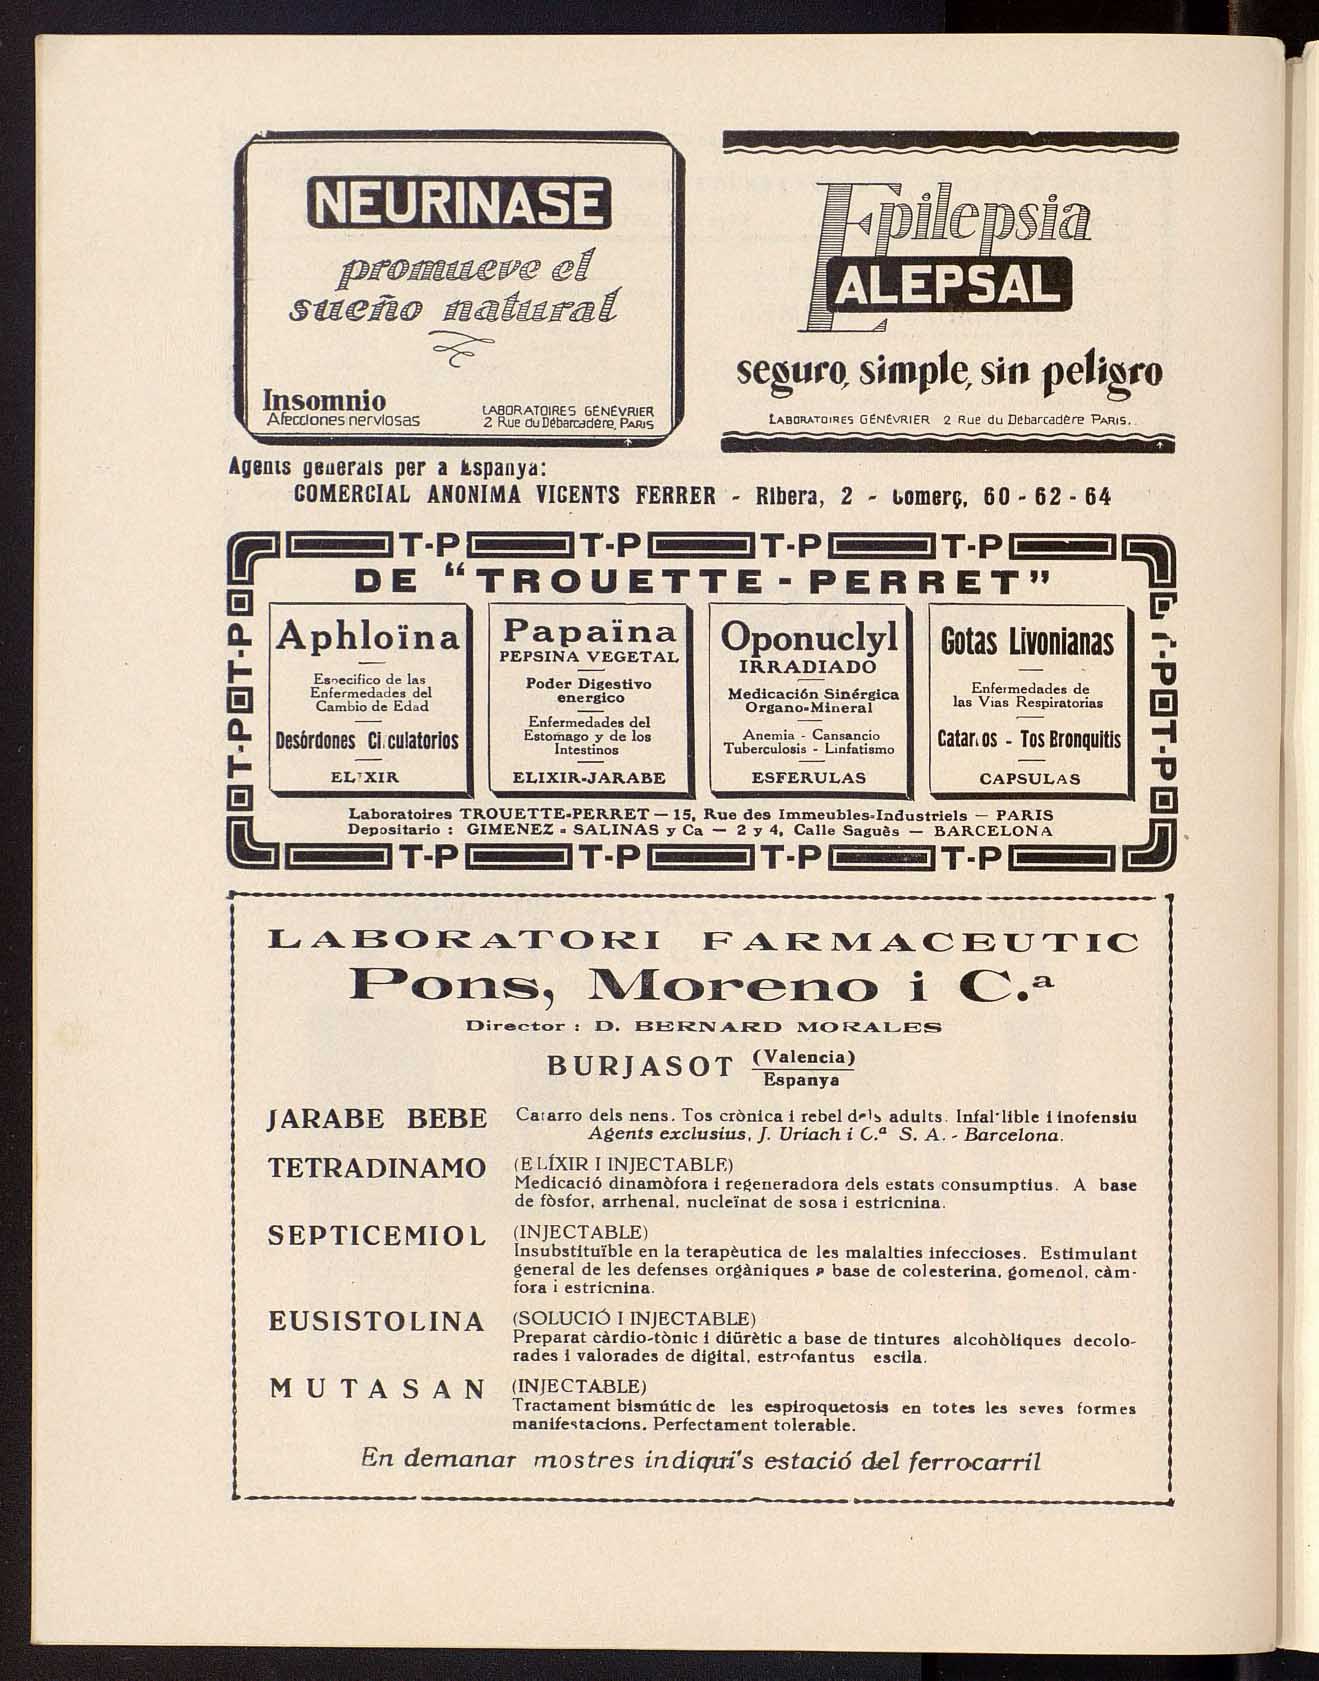 NEURINASE
promueve el
sueño natural
Insomnio
Afecciones nerviosas
LABORATOIRES GÉNÉVRIER
2 Rue du Débarcadère, PARIS
Epilepsia
ALEPSAL
seguro, simple, sin peligro
LABORATOIRES GÉNÉVRIER 2 Rue du Débarcadère PARIS.
Agents generals per a Espanya:
COMERCIAL ANONIMA VICENTS FERRER - Ribera, 2 - Comerç, 60 - 62 - 64
T-P T-P T-P T-P
DE “TROUETTE-PERRET”
T-P T-P
T-P T-P
Aphloïna
Especifico de las
Enfermedades del
Cambio de Edad
Desórdones Circulatorios
ELIXIR
Papaïna
PEPSINA VEGETAL
Poder Digestivo
energico
Enfermedades del
Estomago y de los
Intestinos
ELIXIR-JARABE
Oponuclyl
IRRADIADO
Medicación Sinérgica
Organo-Mineral
Anemia - Cansancio
Tuberculosis - Linfatismo
ESFERULAS
Gotas Livonianas
Enfermedades de
las Vias Respiratorias
Catarros - Tos Bronquitis
CAPSULAS
Laboratoires TROUETTE-PERRET — 15, Rue des Immeubles-Industriels — PARIS
Depositario : GIMENEZ - SALINAS y Ca — 2 y 4, Calle Saguès — BARCELONA
T-P T-P T-P T-P
LABORATORI FARMACEUTIC
Pons, Moreno i C.ª
Director : D. BERNARD MORALES
BURJASOT (Valencia)
Espanya
JARABE BEBE Catarro dels nens. Tos crònica i rebel dels adults. Infal·lible i inofensiu
Agents exclusius, J. Uriach i C.ª S. A. - Barcelona.
TETRADINAMO (ELÍXIR I INJECTABLE)
Medicació dinamòfora i regeneradora dels estats consumptius. A base
de fòsfor, arrhenal, nucleïnat de sosa i estricnina.
SEPTICEMIOL (INJECTABLE)
Insubstituïble en la terapèutica de les malalties infeccioses. Estimulant
general de les defenses orgàniques a base de colesterina, gomenol, càm-
fora i estricnina.
EUSISTOLINA (SOLUCIÓ I INJECTABLE)
Preparat càrdio-tònic i diürètic a base de tintures alcohòliques decolo-
rades i valorades de digital, estrofantus escila.
MUTASAN (INJECTABLE)
Tractament bismútic de les espiroquetosis en totes les seves formes
manifestacions. Perfectament tolerable.
En demanar mostres indiqui's estació del ferrocarril